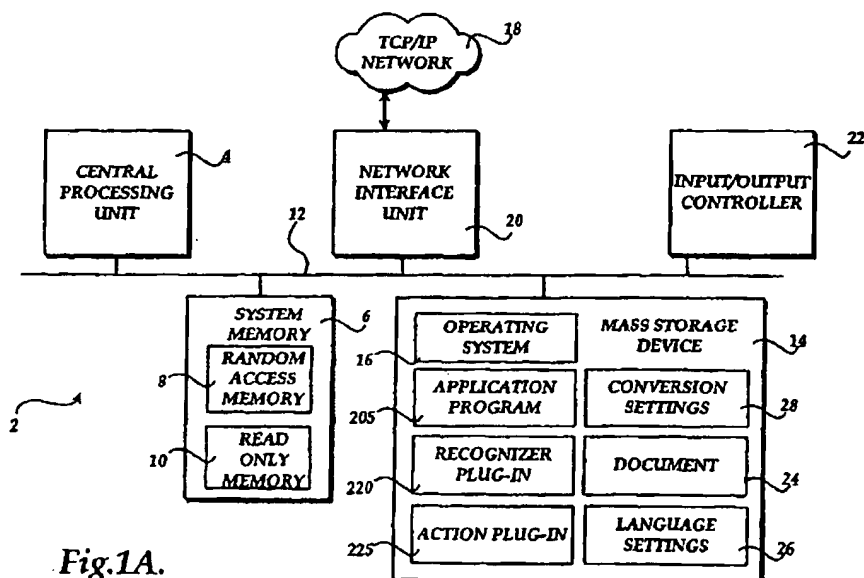 TCP/IP
NETWORK
18
CENTRAL
PROCESSING
UNIT
4
NETWORK
INTERFACE
UNIT
20
INPUT/OUTPUT
CONTROLLER
22
12
SYSTEM
MEMORY
6
RANDOM
ACCESS
MEMORY
8
READ
ONLY
MEMORY
10
2
MASS STORAGE
DEVICE
14
OPERATING
SYSTEM
16
APPLICATION
PROGRAM
205
CONVERSION
SETTINGS
28
RECOGNIZER
PLUG-IN
220
DOCUMENT
24
ACTION PLUG-IN
225
LANGUAGE
SETTINGS
26
Fig.1A.